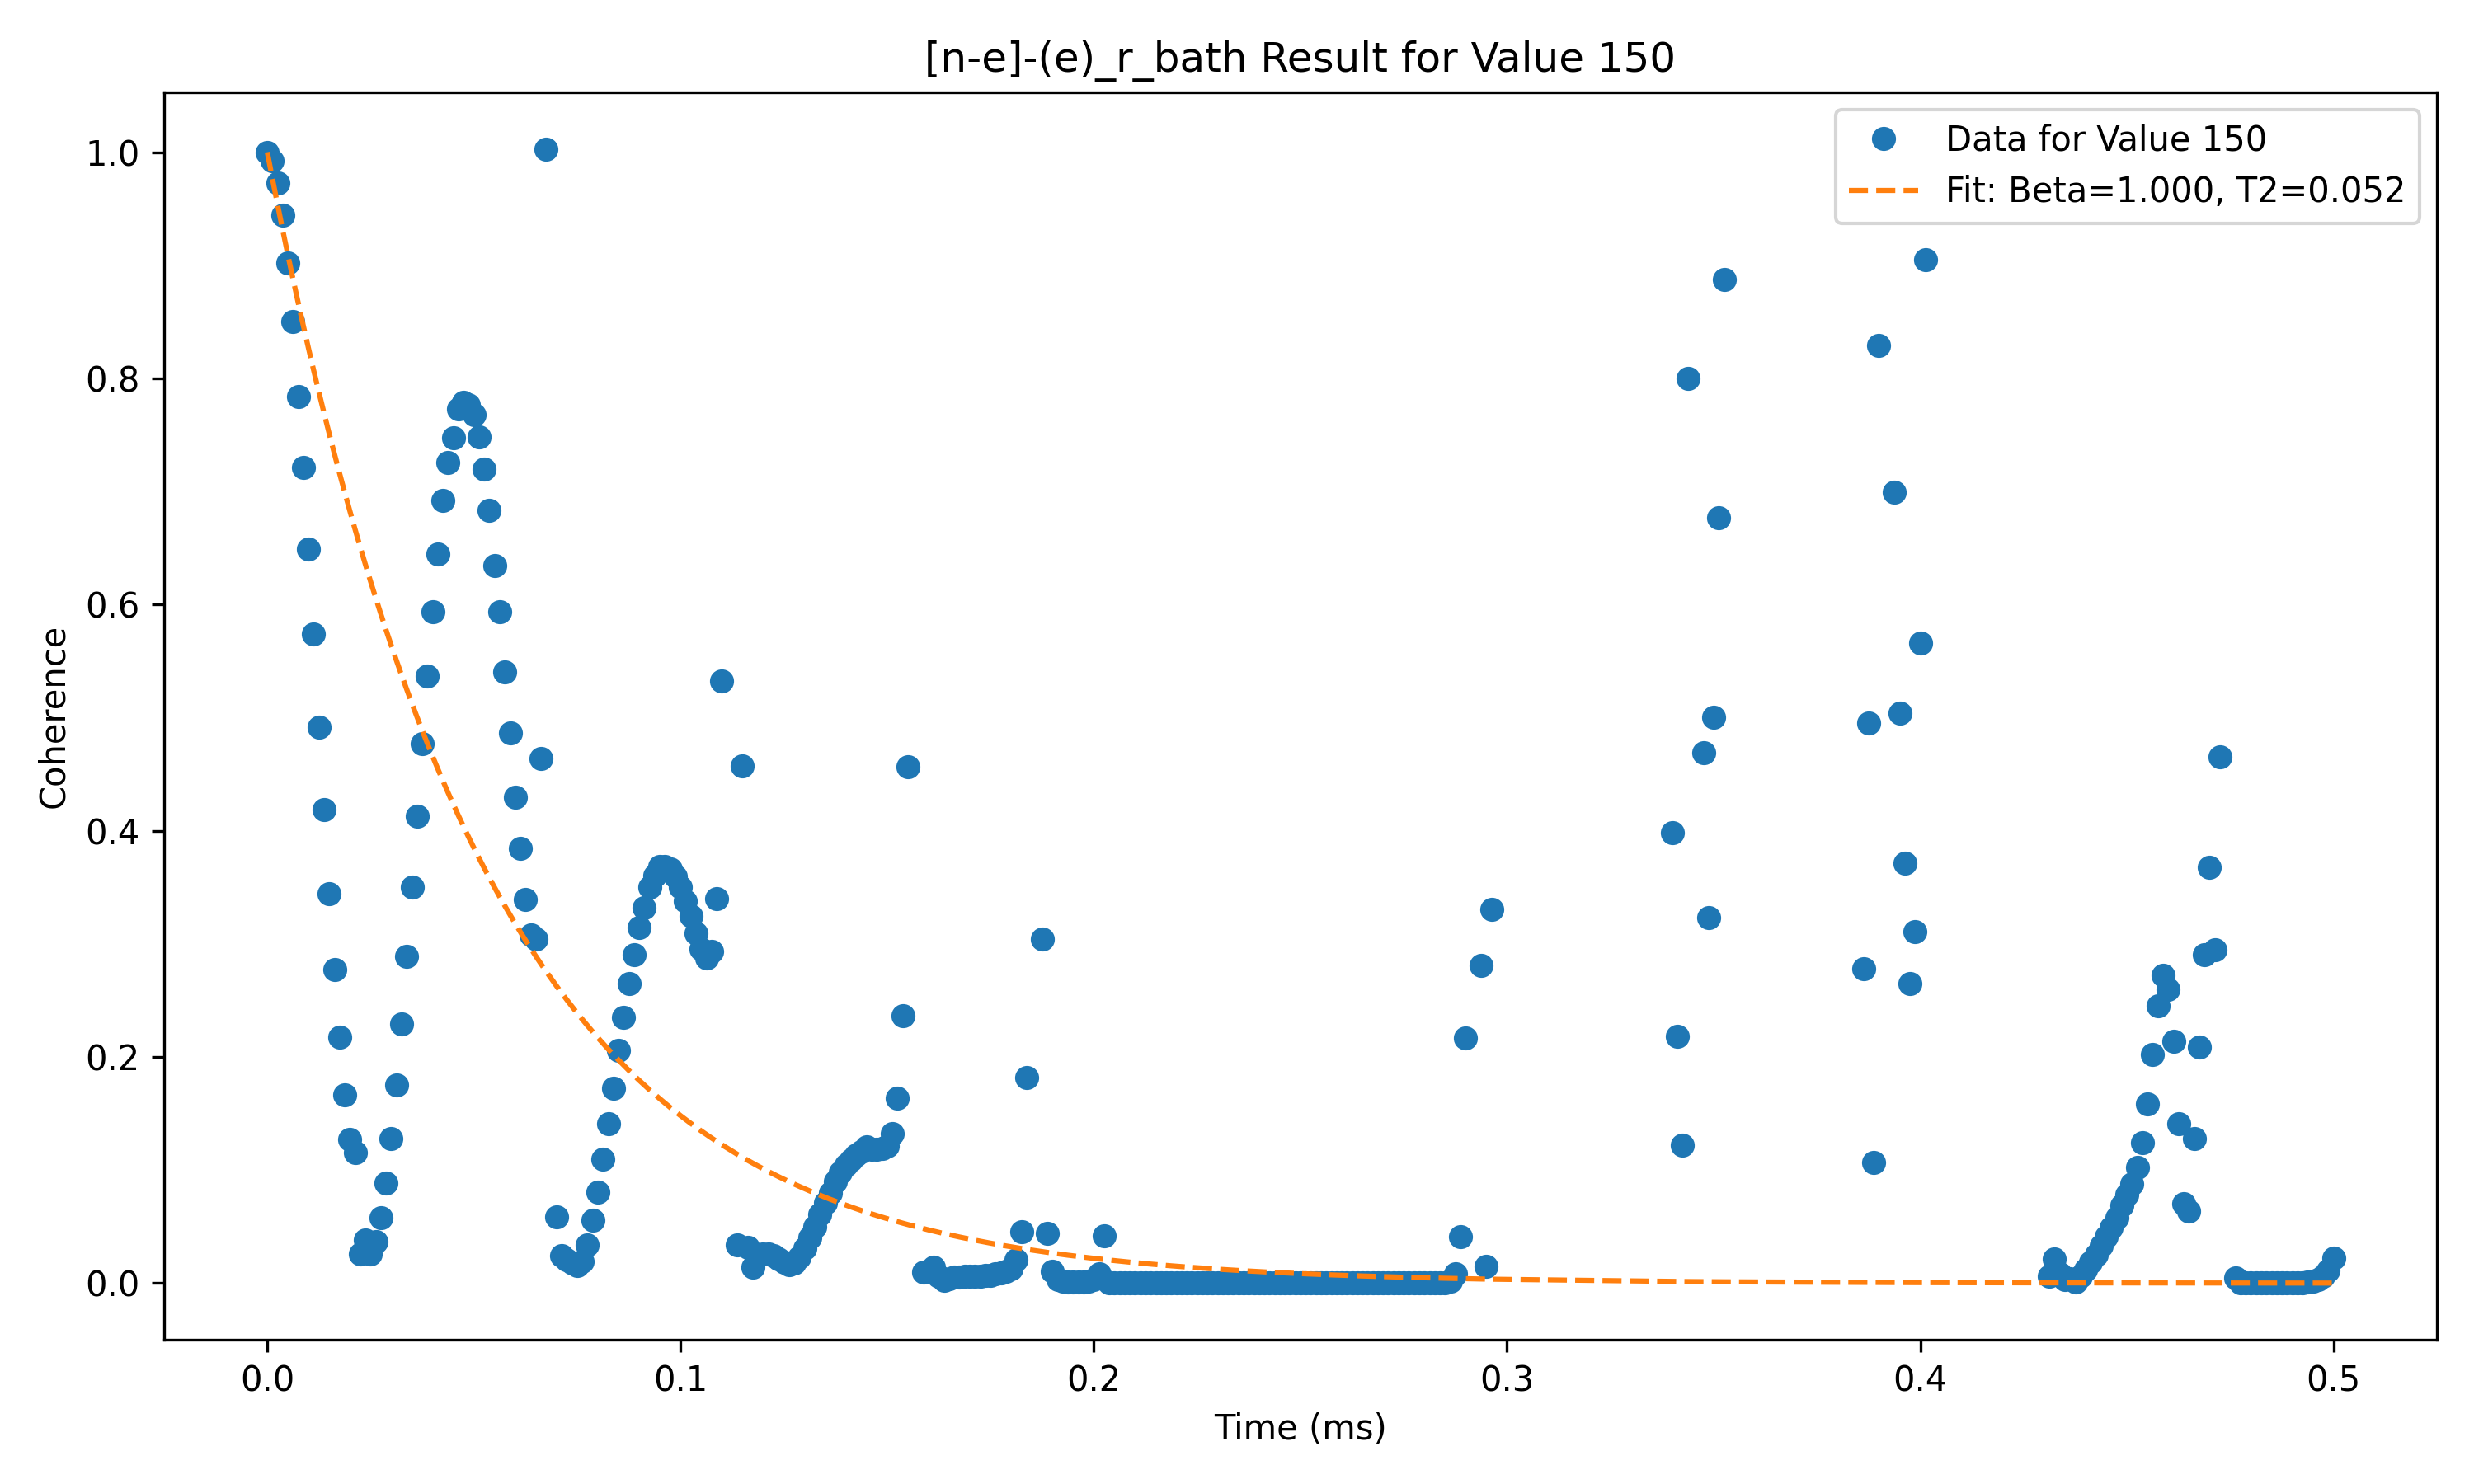 [n-e]-(e)_r_bath Result for Value 150
Data for Value 150
Fit: Beta=1.000, T2=0.052
Coherence
1.0
0.8
0.6
0.4
0.2
0.0
0.0 0.1 0.2 0.3 0.4 0.5
Time (ms)